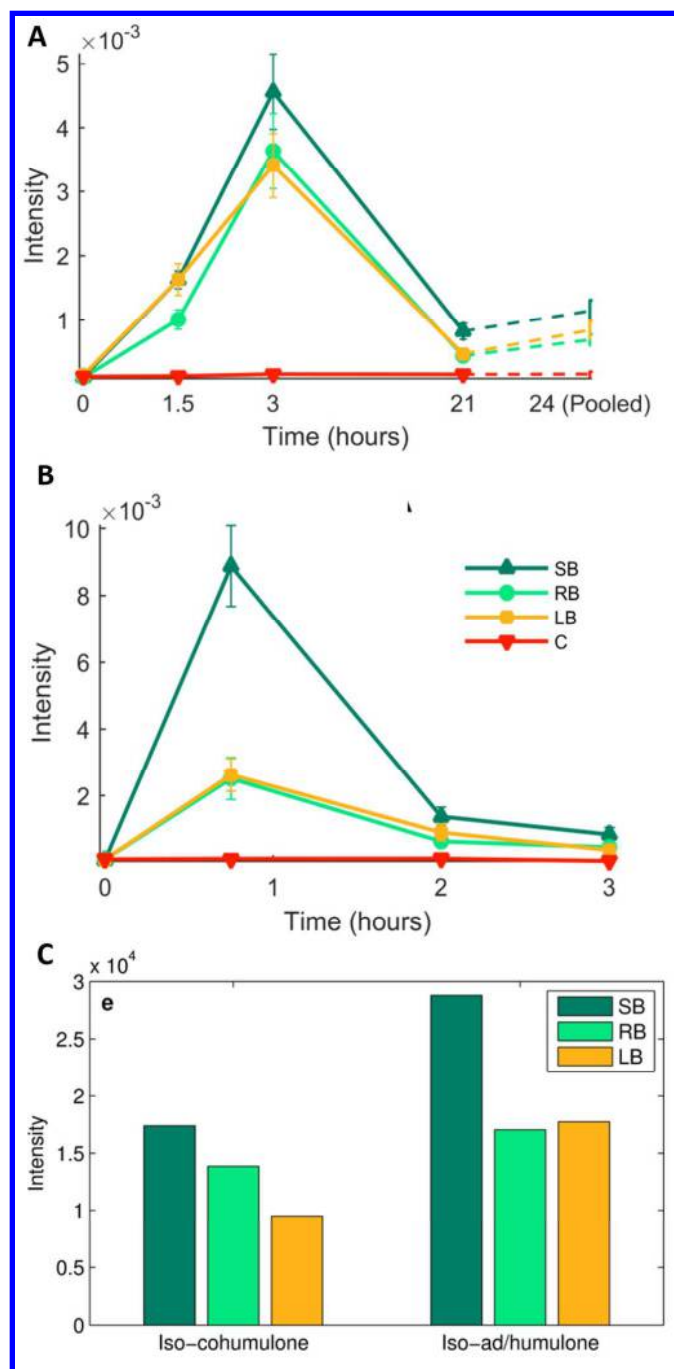 A
×10⁻³
5
4
3
2
1
Intensity
0
1.5
3
21
24 (Pooled)
Time (hours)
B
×10⁻³
10
8
6
4
2
Intensity
SB
RB
LB
C
0
1
2
3
Time (hours)
C
x 10⁴
e
3
2.5
2
1.5
1
0.5
0
Intensity
SB
RB
LB
Iso-cohumulone
Iso-ad/humulone